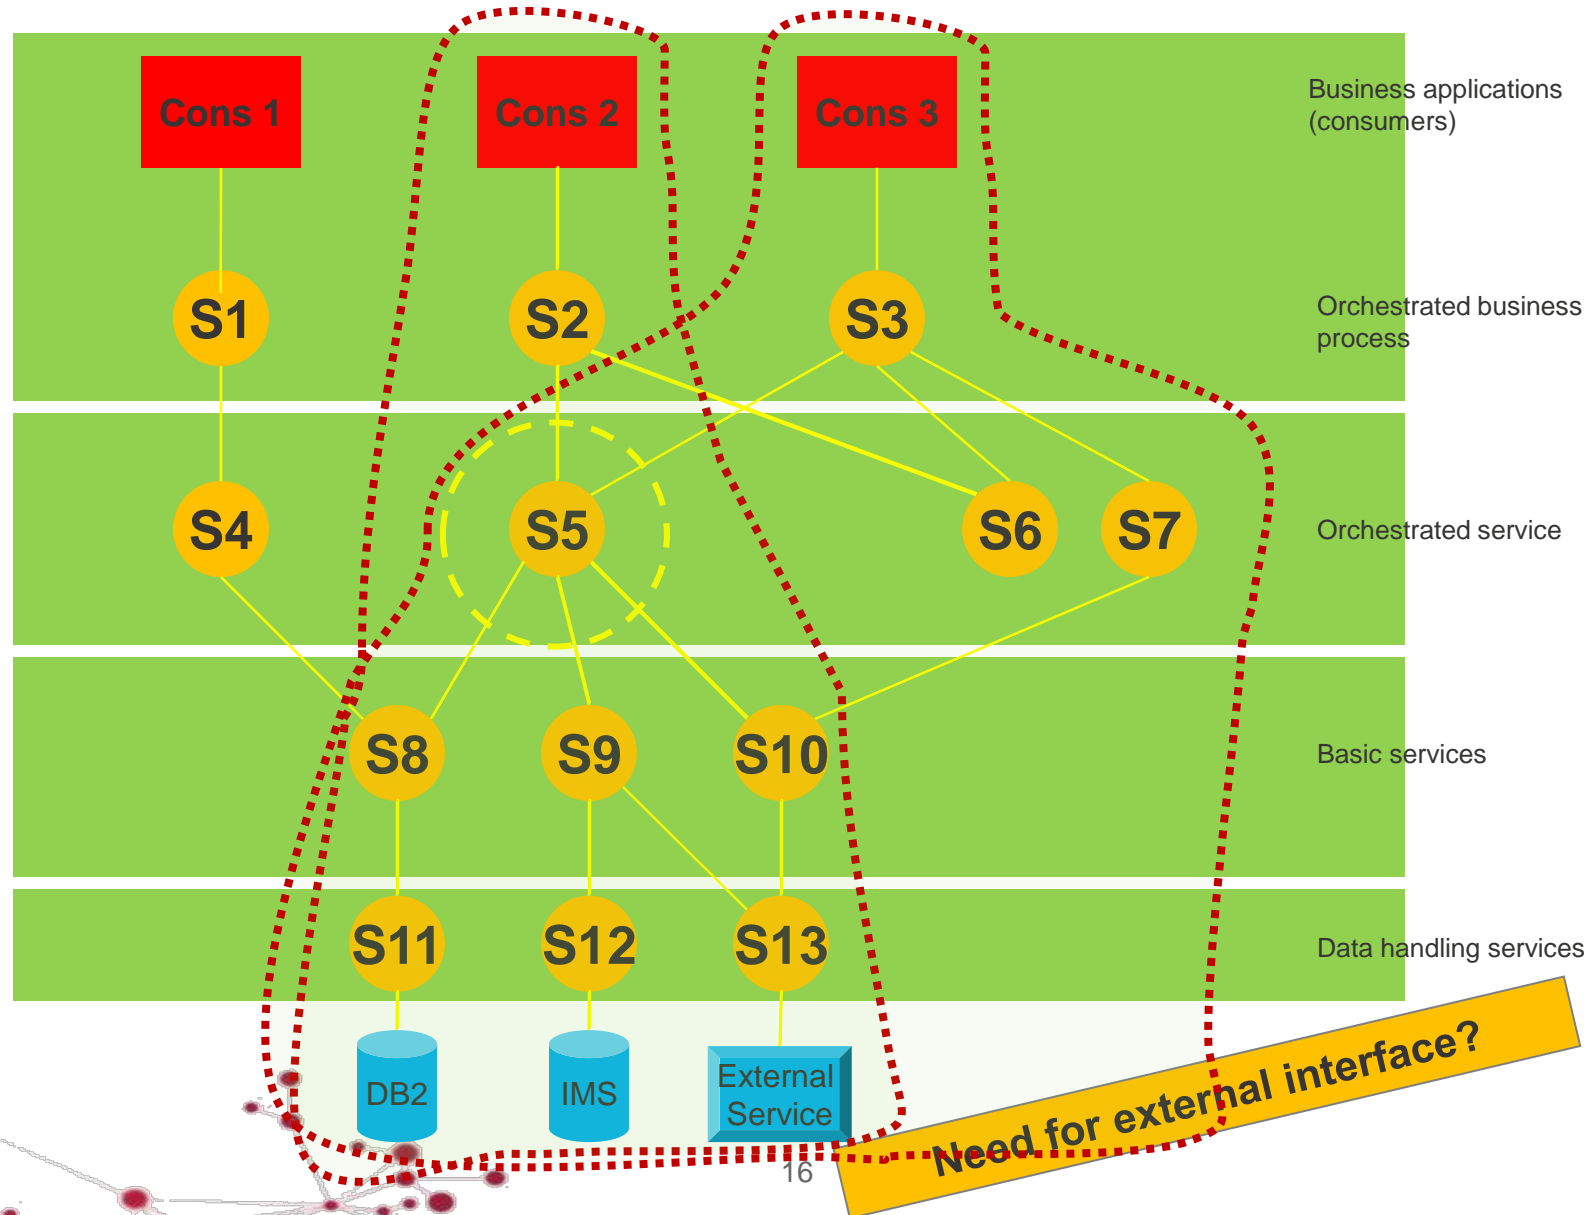 Cons 1
Cons 2
Cons 3
Business applications
(consumers)
S1
S2
S3
Orchestrated business
process
S4
S5
S6
S7
Orchestrated service
S8
S9
S10
Basic services
S11
S12
S13
Data handling services
DB2
IMS
External
Service
Need for external interface?
16